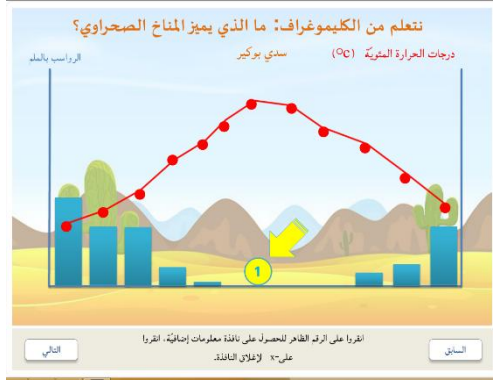 نتعلم من الكليموغراف: ما الذي يميز المناخ الصحراوي؟
درجات الحرارة المئويّة (°C)
سدي بوكير
الرواسب بالملم
1
انقروا على الرقم الظاهر للحصول على نافذة معلومات إضافيّة. انقروا
على-x لإغلاق النافذة.
السابق
التالي